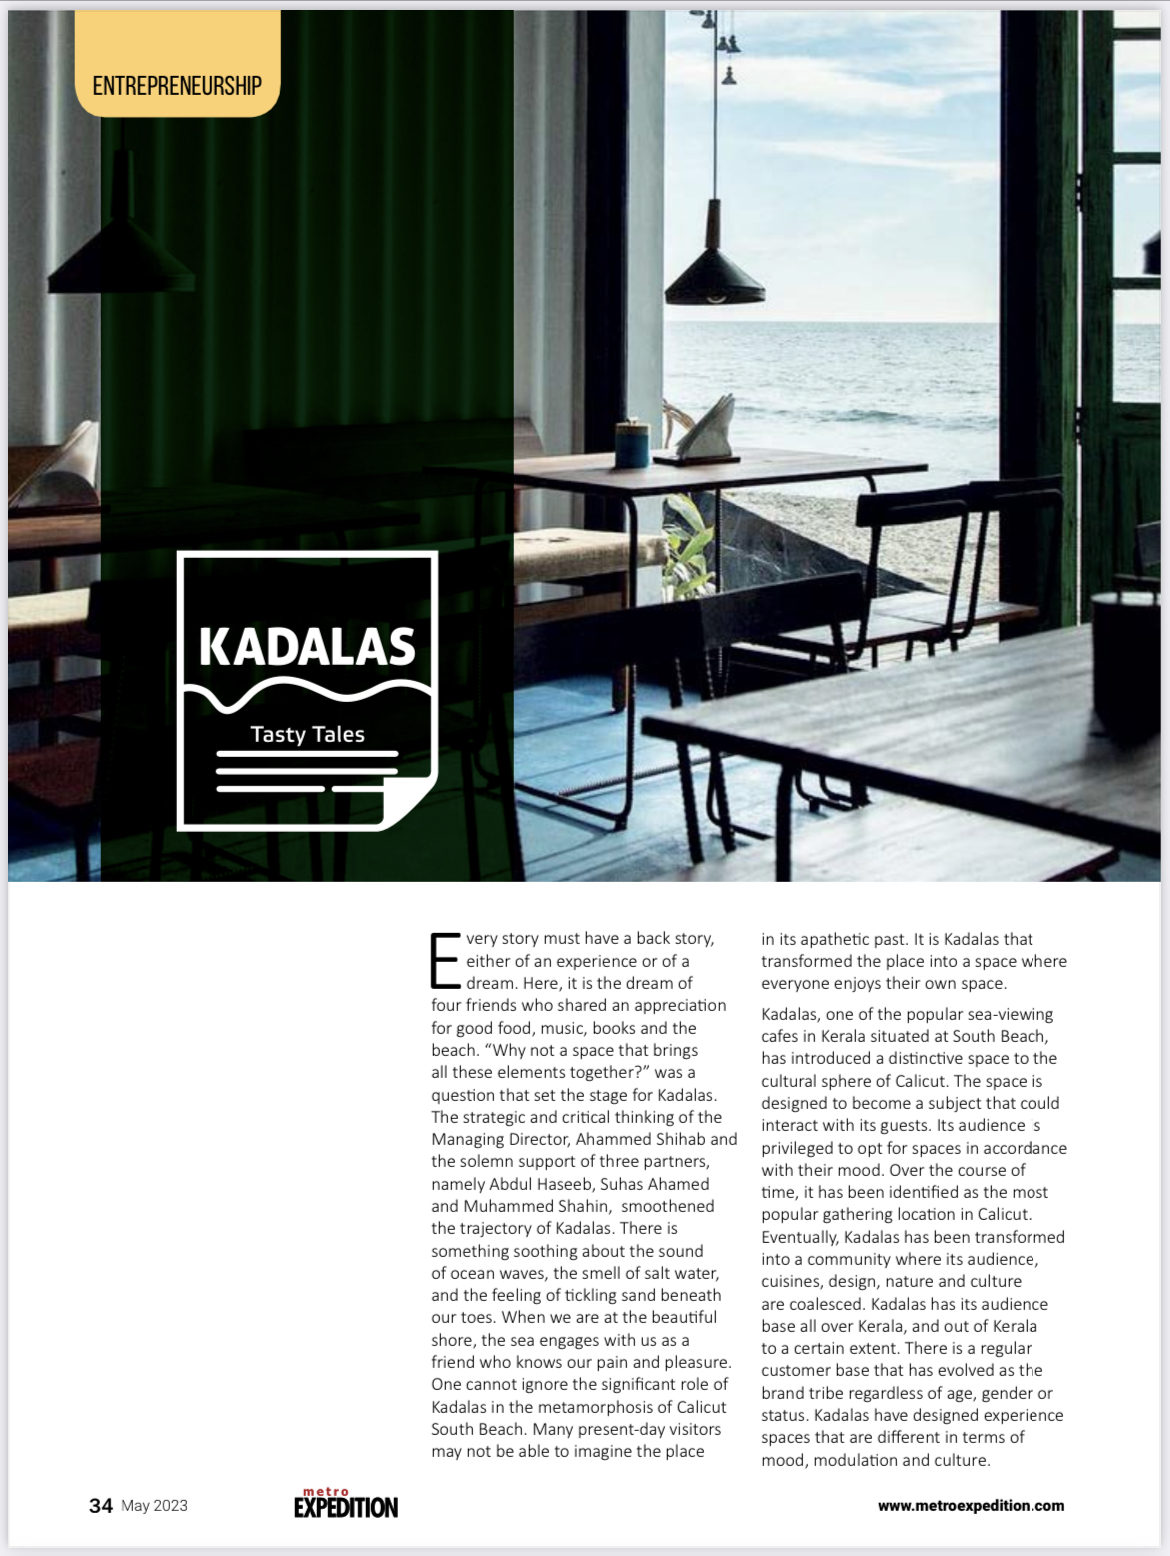 ENTREPRENEURSHIP
KADALAS
Tasty Tales
Every story must have a back story,
either of an experience or of a
dream. Here, it is the dream of
four friends who shared an appreciation
for good food, music, books and the
beach. “Why not a space that brings
all these elements together?” was a
question that set the stage for Kadalas.
The strategic and critical thinking of the
Managing Director, Ahammed Shihab and
the solemn support of three partners,
namely Abdul Haseeb, Suhas Ahamed
and Muhammed Shahin,  smoothened
the trajectory of Kadalas. There is
something soothing about the sound
of ocean waves, the smell of salt water,
and the feeling of tickling sand beneath
our toes. When we are at the beautiful
shore, the sea engages with us as a
friend who knows our pain and pleasure.
One cannot ignore the significant role of
Kadalas in the metamorphosis of Calicut
South Beach. Many present-day visitors
may not be able to imagine the place
in its apathetic past. It is Kadalas that
transformed the place into a space where
everyone enjoys their own space.
Kadalas, one of the popular sea-viewing
cafes in Kerala situated at South Beach,
has introduced a distinctive space to the
cultural sphere of Calicut. The space is
designed to become a subject that could
interact with its guests. Its audience  s
privileged to opt for spaces in accordance
with their mood. Over the course of
time, it has been identified as the most
popular gathering location in Calicut.
Eventually, Kadalas has been transformed
into a community where its audience,
cuisines, design, nature and culture
are coalesced. Kadalas has its audience
base all over Kerala, and out of Kerala
to a certain extent. There is a regular
customer base that has evolved as the
brand tribe regardless of age, gender or
status. Kadalas have designed experience
spaces that are different in terms of
mood, modulation and culture.
34 May 2023
metro
EXPEDITION
www.metroexpedition.com